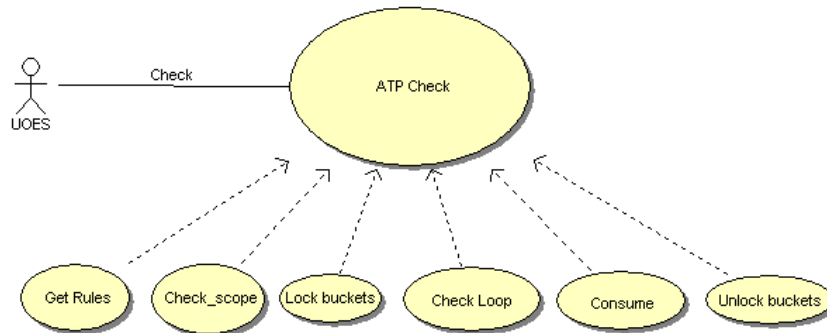 Check
ATP Check
UOES
Get Rules
Check_scope
Lock buckets
Check Loop
Consume
Unlock buckets